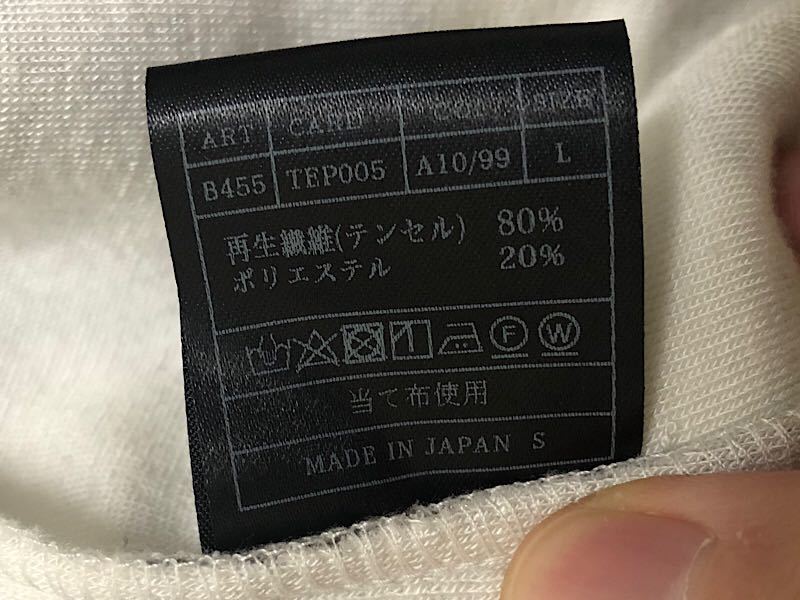 ART CARD COL. SIZE
B455 TEP005 A10/99 L
再生繊維(テンセル) 80%
ポリエステル 20%
F W
当て布使用
MADE IN JAPAN S